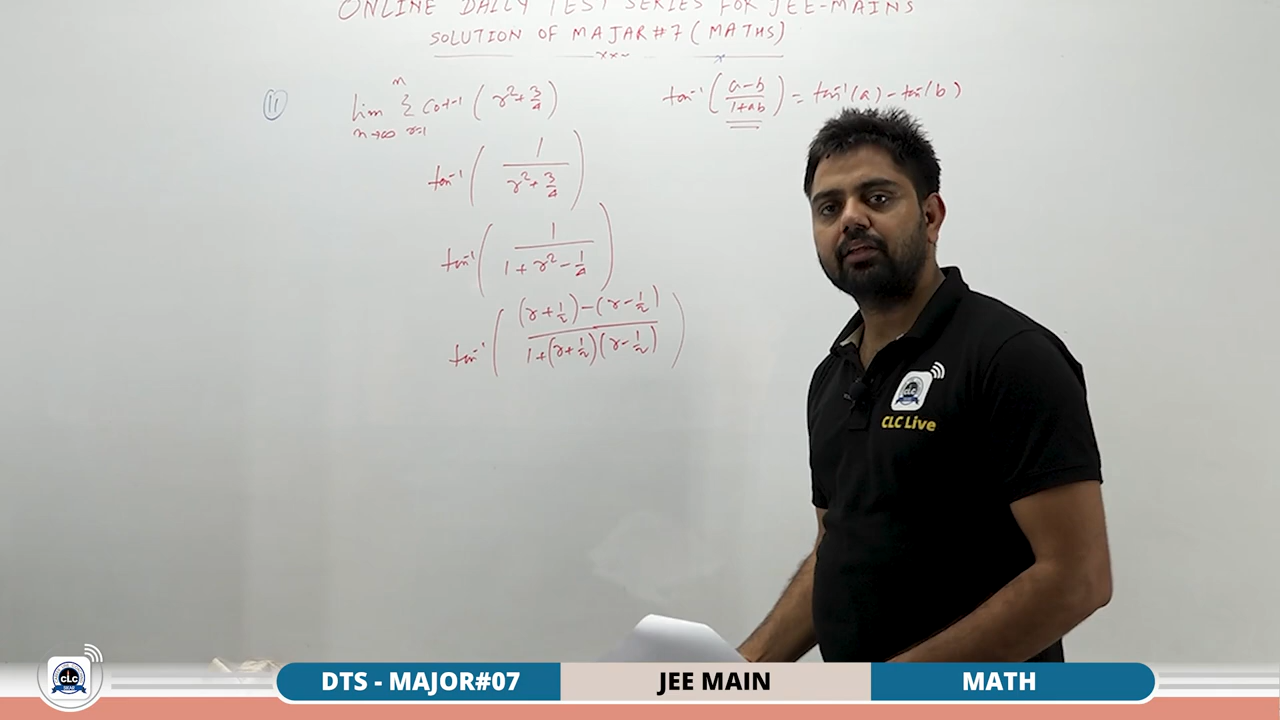 ONLINE DAILY TEST SERIES FOR JEE-MAINS
SOLUTION OF MAJAR#7 (MATHS)
11 lim n→∞ Σ r=1 n cot⁻¹ (r²+3/4)
tan⁻¹ (a-b/1+ab) = tan⁻¹(a) - tan⁻¹(b)
tan⁻¹ (1/r²+3/4)
tan⁻¹ (1/1+r²-1/4)
tan⁻¹ ((r+1/2)-(r-1/2)/1+(r+1/2)(r-1/2))
CLC
CLC Live
CLC
SIKAR
DTS - MAJOR#07
JEE MAIN
MATH